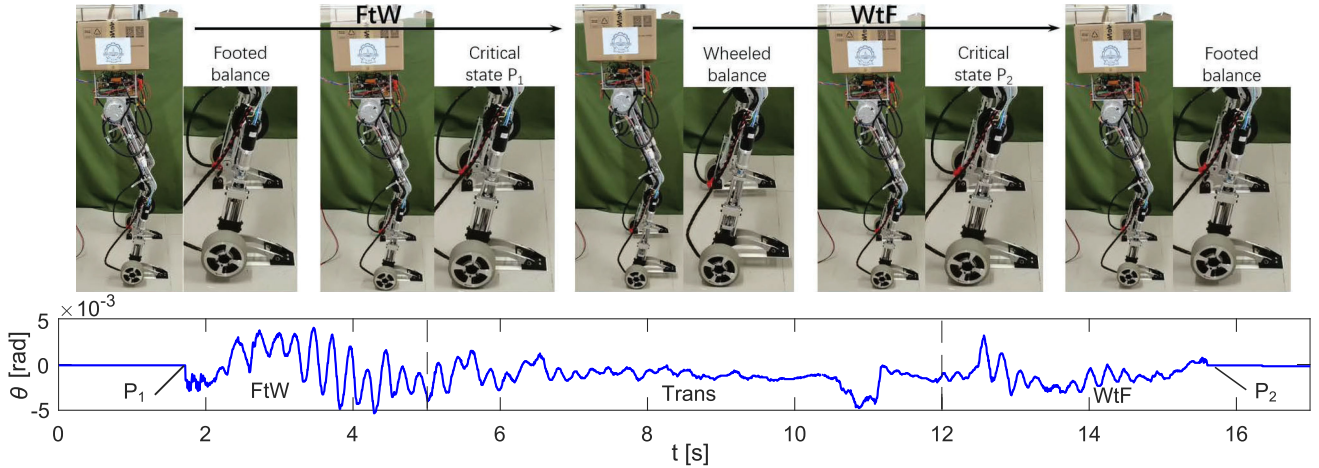 FtW
WtF
Footed
balance
Critical
state P₁
Wheeled
balance
Critical
state P₂
Footed
balance
×10⁻³
5
0
-5
θ [rad]
P₁
FtW
Trans
WtF
P₂
0
2
4
6
8
10
12
14
16
t [s]